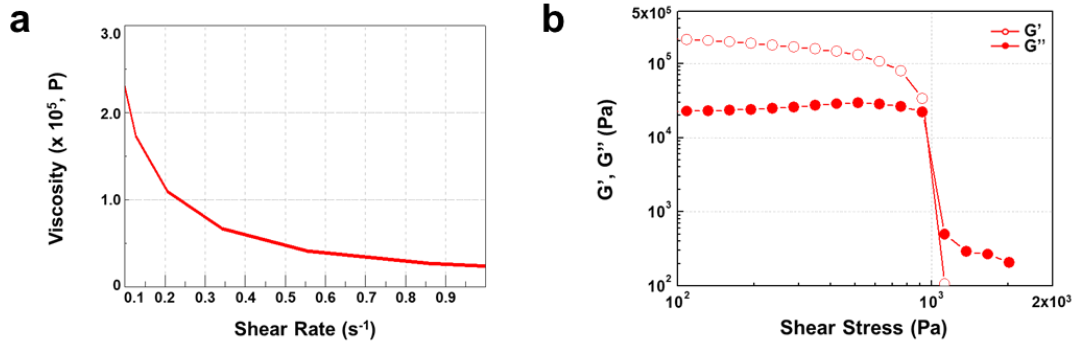 a
3.0
2.0
1.0
0
Viscosity (x 10⁵, P)
0.1 0.2 0.3 0.4 0.5 0.6 0.7 0.8 0.9
Shear Rate (s⁻¹)
b
5x10⁵
10⁵
10⁴
10³
10²
G', G'' (Pa)
G'
G''
10² 10³ 2x10³
Shear Stress (Pa)